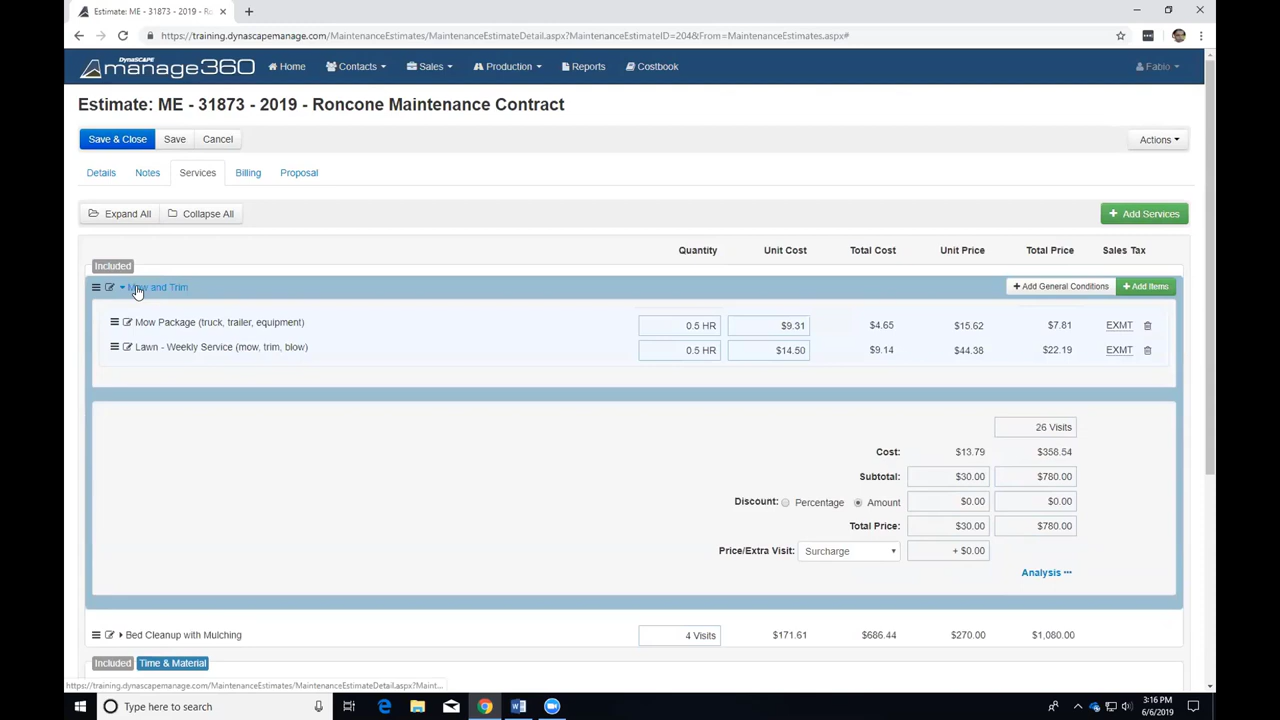 Estimate: ME - 31873 - 2019 - Ro
https://training.dynascapemanage.com/MaintenanceEstimates/MaintenanceEstimateDetail.aspx?MaintenanceEstimateID=204&From=MaintenanceEstimates.aspx#
DynaSCAPE
manage360 Home Contacts Sales Production Reports Costbook Fabio
Estimate: ME - 31873 - 2019 - Roncone Maintenance Contract
Save & Close Save Cancel Actions
Details Notes Services Billing Proposal
Expand All Collapse All + Add Services
Quantity Unit Cost Total Cost Unit Price Total Price Sales Tax
Included
Mow and Trim + Add General Conditions + Add Items
Mow Package (truck, trailer, equipment) 0.5 HR $9.31 $4.65 $15.62 $7.81 EXMT
Lawn - Weekly Service (mow, trim, blow) 0.5 HR $14.50 $9.14 $44.38 $22.19 EXMT
26 Visits
Cost: $13.79 $358.54
Subtotal: $30.00 $780.00
Discount: Percentage Amount $0.00 $0.00
Total Price: $30.00 $780.00
Price/Extra Visit: Surcharge + $0.00
Analysis •••
Bed Cleanup with Mulching 4 Visits $171.61 $686.44 $270.00 $1,080.00
Included Time & Material
https://training.dynascapemanage.com/MaintenanceEstimates/MaintenanceEstimateDetail.aspx?Maint...
Type here to search 3:16 PM
6/6/2019